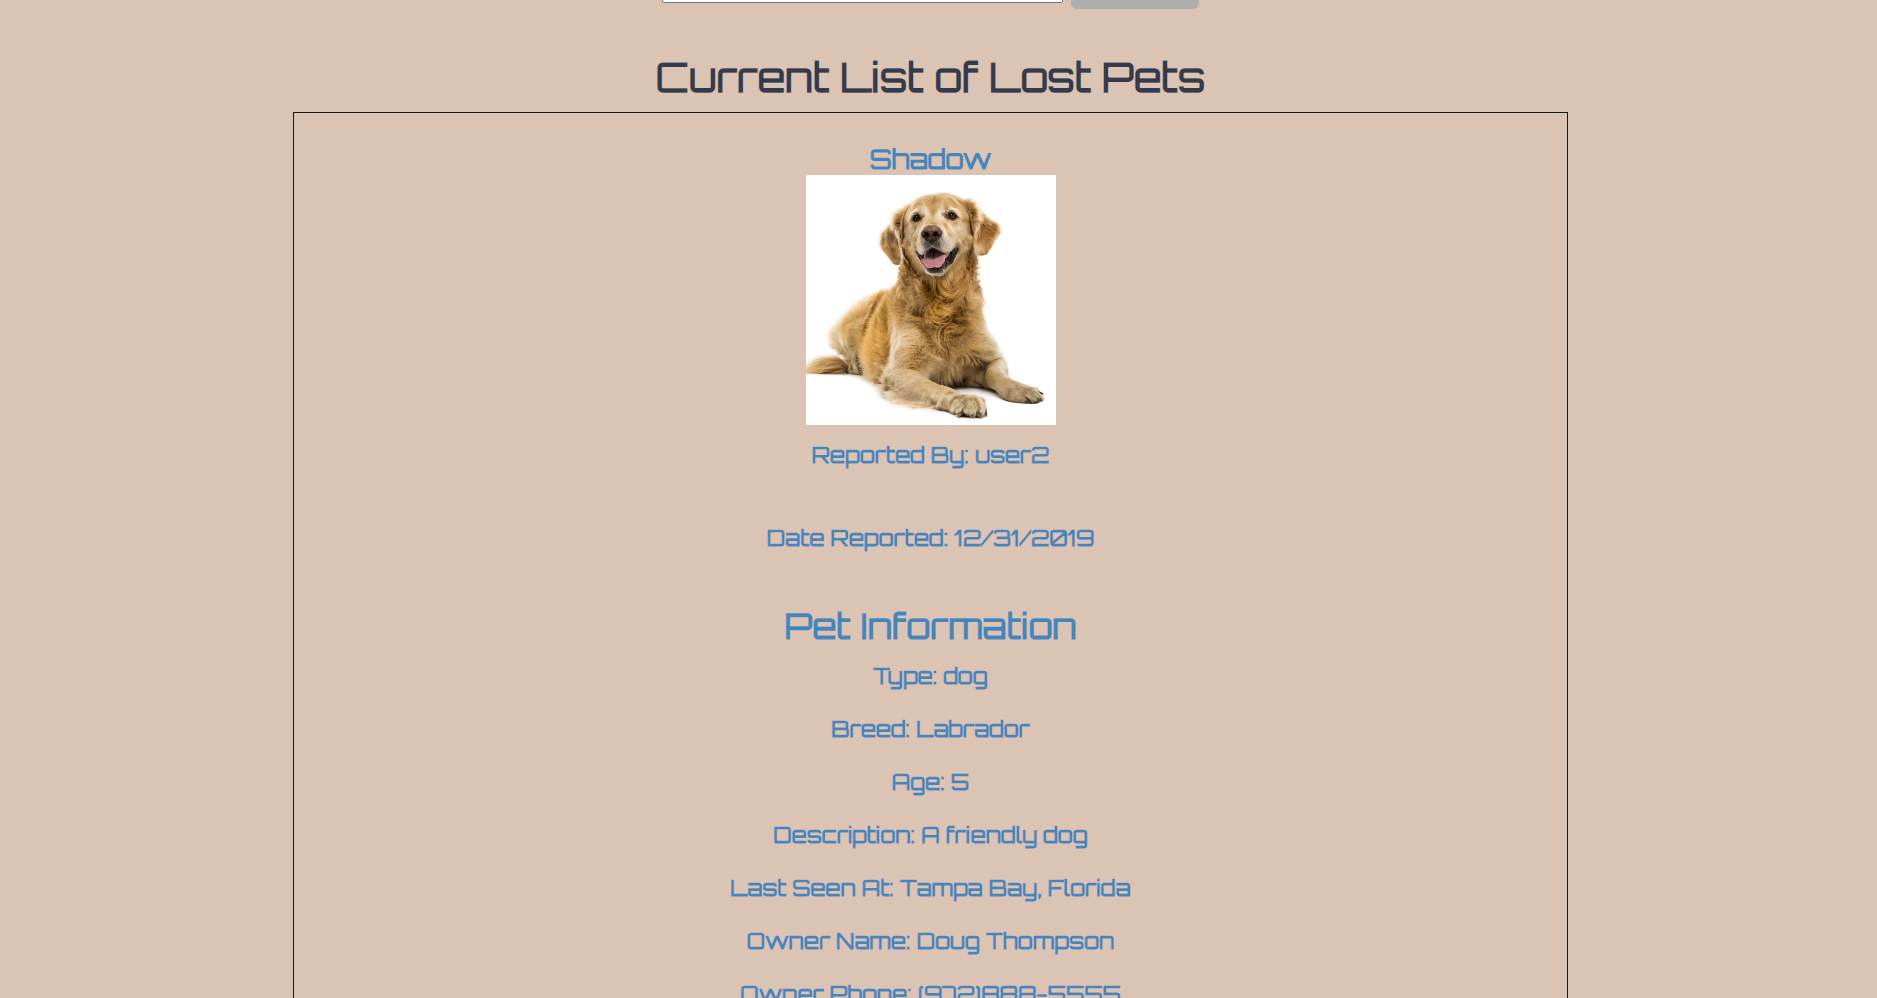 Current List of Lost Pets
Shadow
Reported By: user2
Date Reported: 12/31/2019
Pet Information
Type: dog
Breed: Labrador
Age: 5
Description: A friendly dog
Last Seen At: Tampa Bay, Florida
Owner Name: Doug Thompson
Owner Phone: (972)888-5555